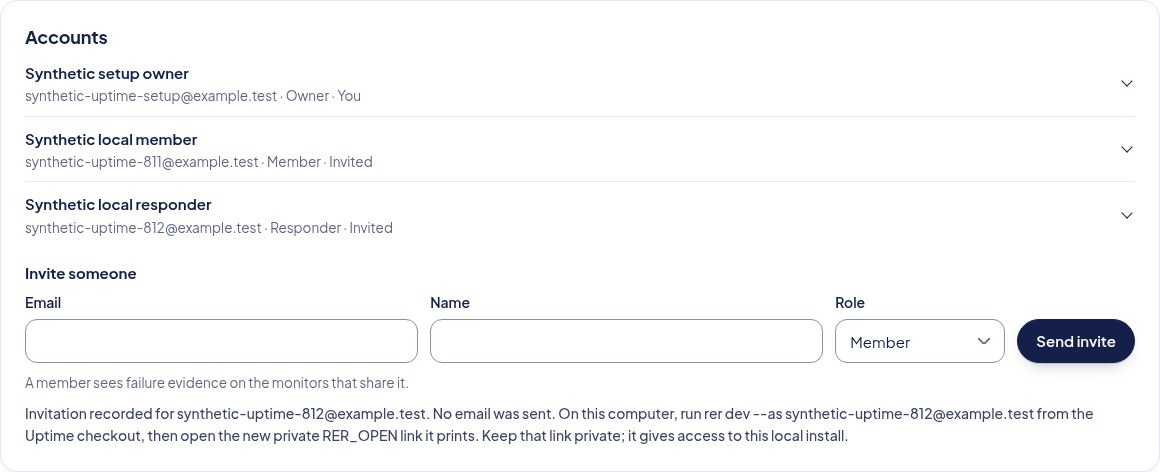 Accounts
Synthetic setup owner
synthetic-uptime-setup@example.test · Owner · You
Synthetic local member
synthetic-uptime-811@example.test · Member · Invited
Synthetic local responder
synthetic-uptime-812@example.test · Responder · Invited
Invite someone
Email
Name
Role
Member
Send invite
A member sees failure evidence on the monitors that share it.
Invitation recorded for synthetic-uptime-812@example.test. No email was sent. On this computer, run rer dev --as synthetic-uptime-812@example.test from the
Uptime checkout, then open the new private RER_OPEN link it prints. Keep that link private; it gives access to this local install.